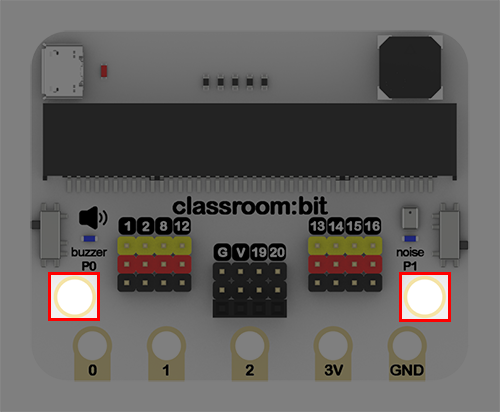 classroom:bit
1 2 8 12
13 14 15 16
buzzer
P0
G V 19 20
noise
P1
0 1 2 3V GND